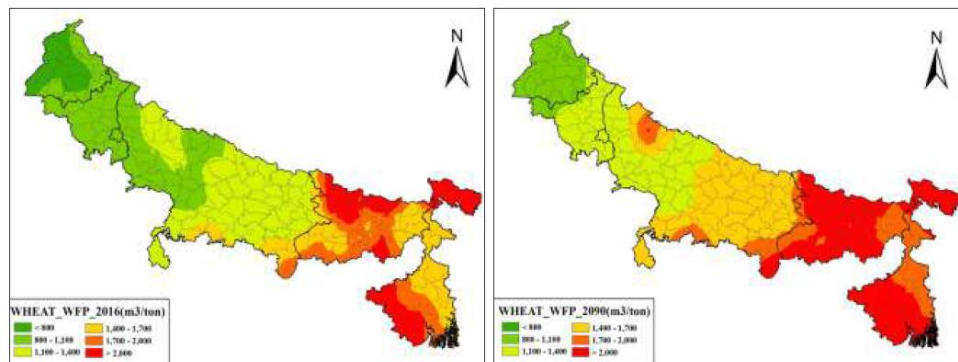 N
WHEAT_WFP_2016(m3/ton)
< 800 1,400 - 1,700
800 - 1,100 1,700 - 2,000
1,100 - 1,400 > 2,000
N
WHEAT_WFP_2090(m3/ton)
< 800 1,400 - 1,700
800 - 1,100 1,700 - 2,000
1,100 - 1,400 > 2,000